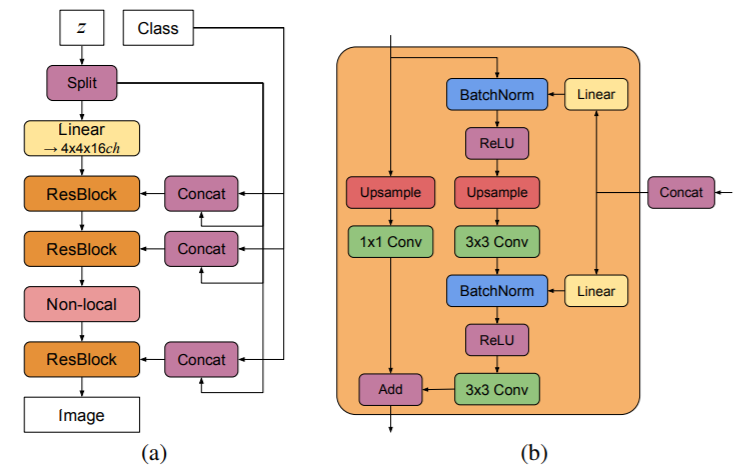 z
Class
Split
Linear
→ 4x4x16ch
ResBlock
Concat
ResBlock
Concat
Non-local
ResBlock
Concat
Image
(a)
BatchNorm
Linear
ReLU
Upsample
Upsample
Concat
1x1 Conv
3x3 Conv
BatchNorm
Linear
ReLU
Add
3x3 Conv
(b)